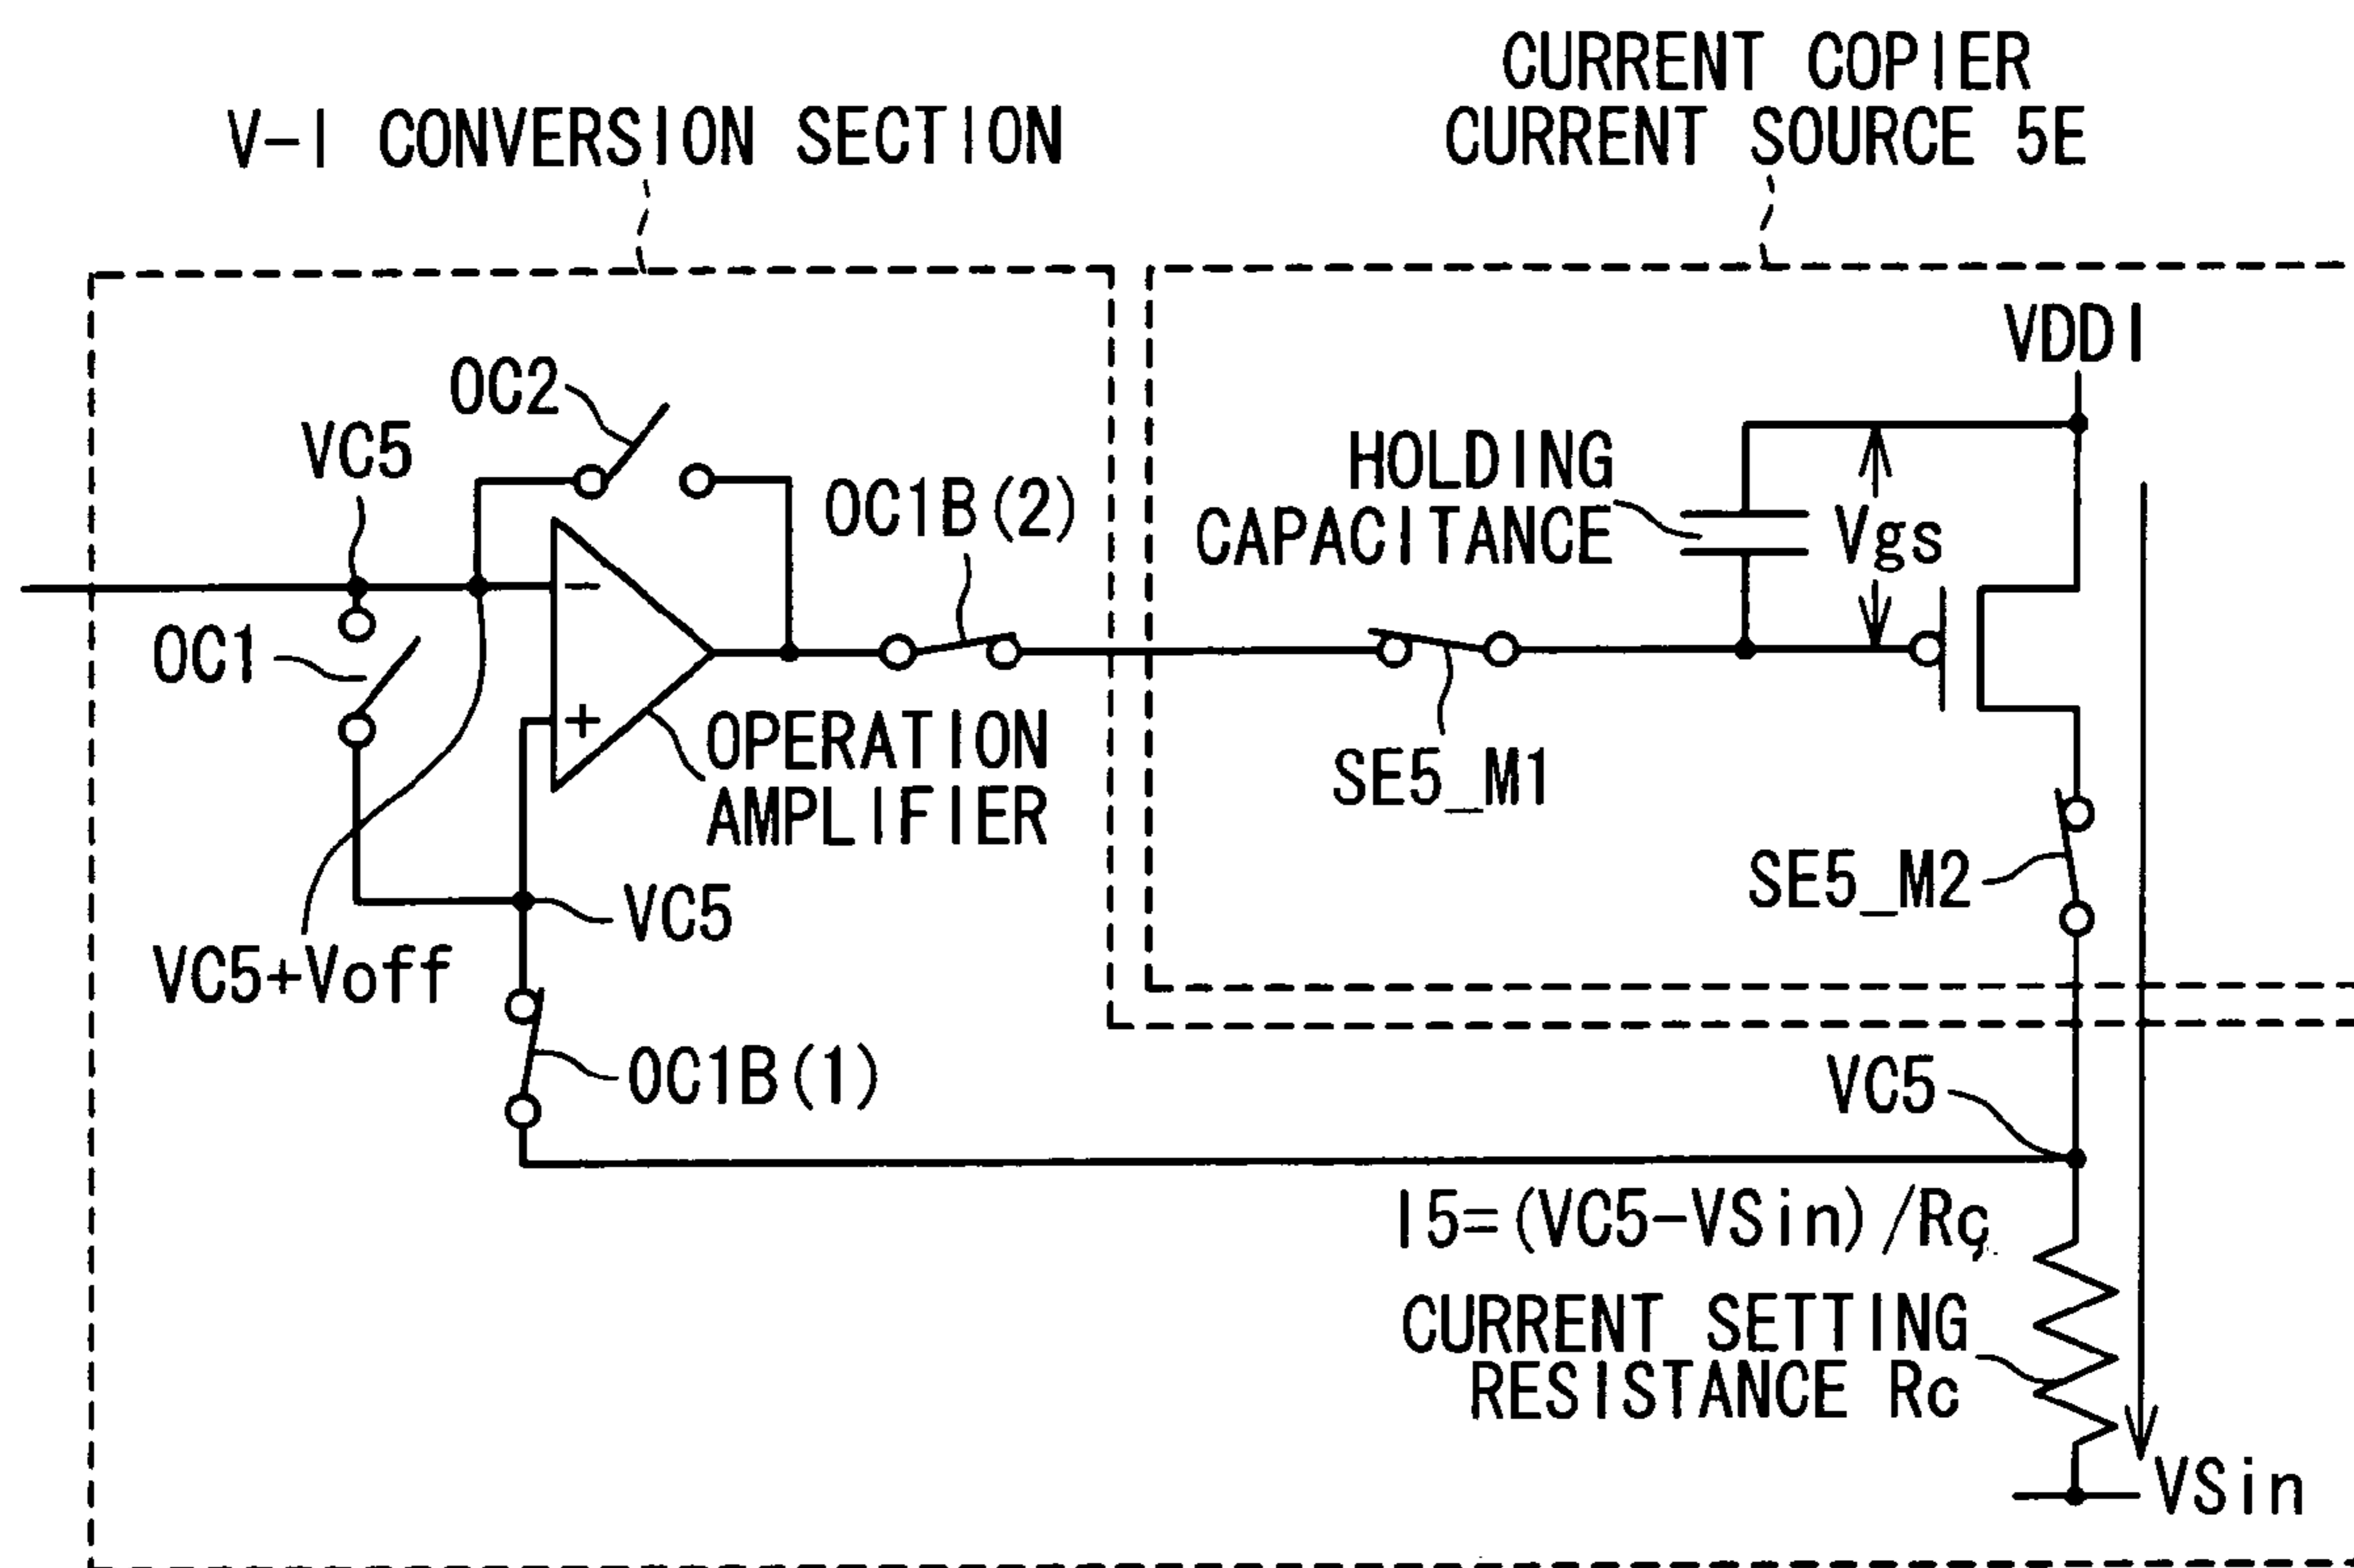 CURRENT COPIER
CURRENT SOURCE 5E
V-I CONVERSION SECTION
VDDI
OC2
VC5
HOLDING
CAPACITANCE
Vgs
OC1B(2)
−
OC1
+
OPERATION
AMPLIFIER
SE5_M1
SE5_M2
VC5
VC5+Voff
OC1B(1)
VC5
I5=(VC5-VSin)/Rc
CURRENT SETTING
RESISTANCE Rc
VSin